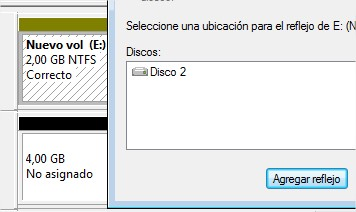 Nuevo vol (E:)
2,00 GB NTFS
Correcto
4,00 GB
No asignado
Seleccione una ubicación para el reflejo de E: (N
Discos:
Disco 2
Agregar reflejo